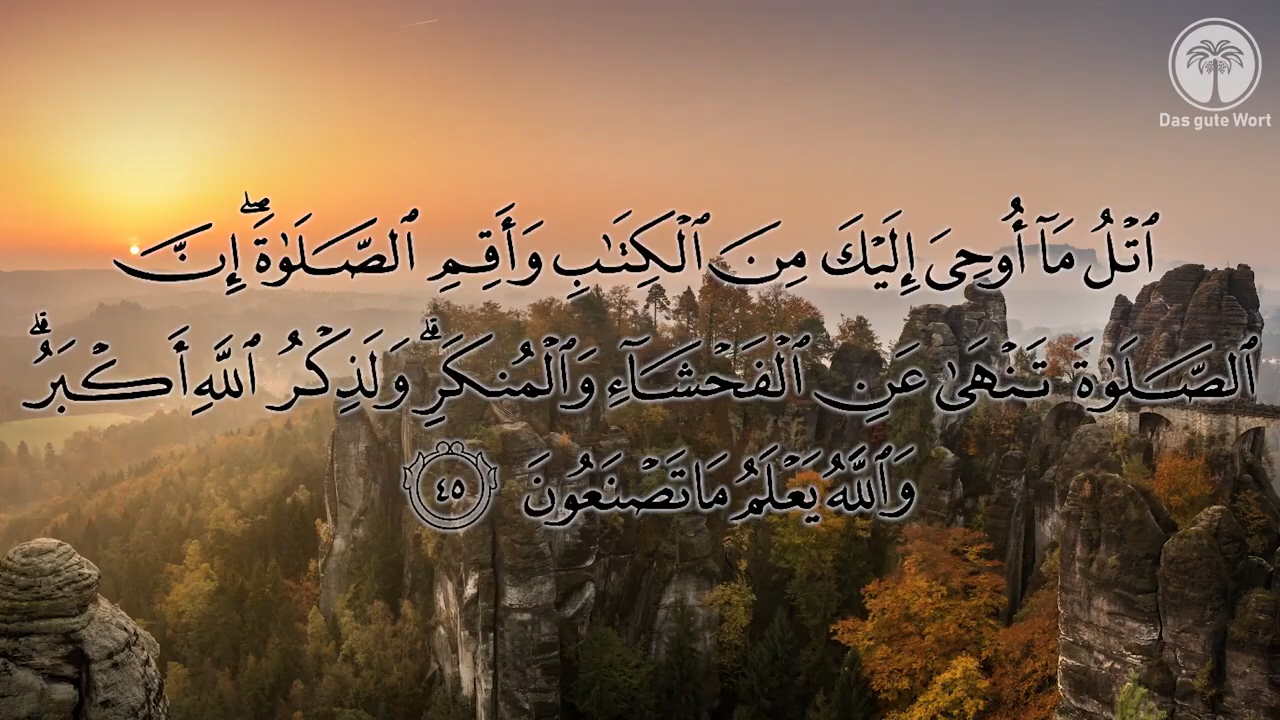 Das gute Wort
ٱتۡلُ مَآ أُوحِىَ إِلَيۡكَ مِنَ ٱلۡكِتَـٰبِ وَأَقِمِ ٱلصَّلَوٰةَۖ إِنَّ
ٱلصَّلَوٰةَ تَنۡهَىٰ عَنِ ٱلۡفَحۡشَآءِ وَٱلۡمُنكَرِۗ وَلَذِكۡرُ ٱللَّهِ أَكۡبَرُۗ
وَٱللَّهُ يَعۡلَمُ مَا تَصۡنَعُونَ ٤٥